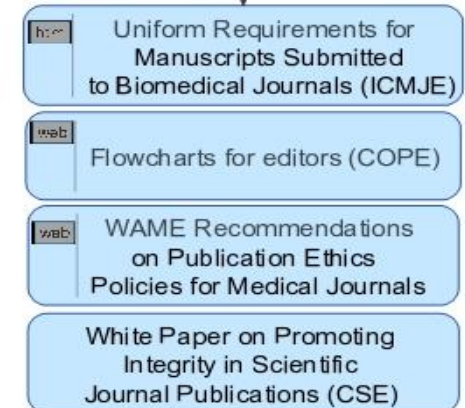 Uniform Requirements for
Manuscripts Submitted
to Biomedical Journals (ICMJE)
web
Flowcharts for editors (COPE)
web
WAME Recommendations
on Publication Ethics
Policies for Medical Journals
White Paper on Promoting
Integrity in Scientific
Journal Publications (CSE)